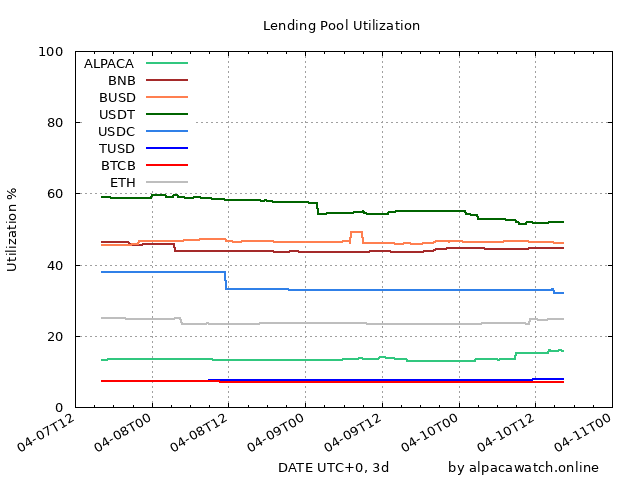 Lending Pool Utilization
100
80
60
40
20
0
Utilization %
ALPACA
BNB
BUSD
USDT
USDC
TUSD
BTCB
ETH
04-07T12
04-08T00
04-08T12
04-09T00
04-09T12
04-10T00
04-10T12
04-11T00
DATE UTC+0, 3d
by alpacawatch.online